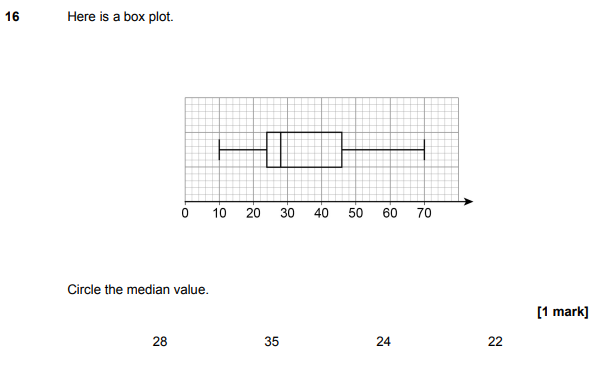 16 Here is a box plot.
0 10 20 30 40 50 60 70
Circle the median value.
[1 mark]
28 35 24 22